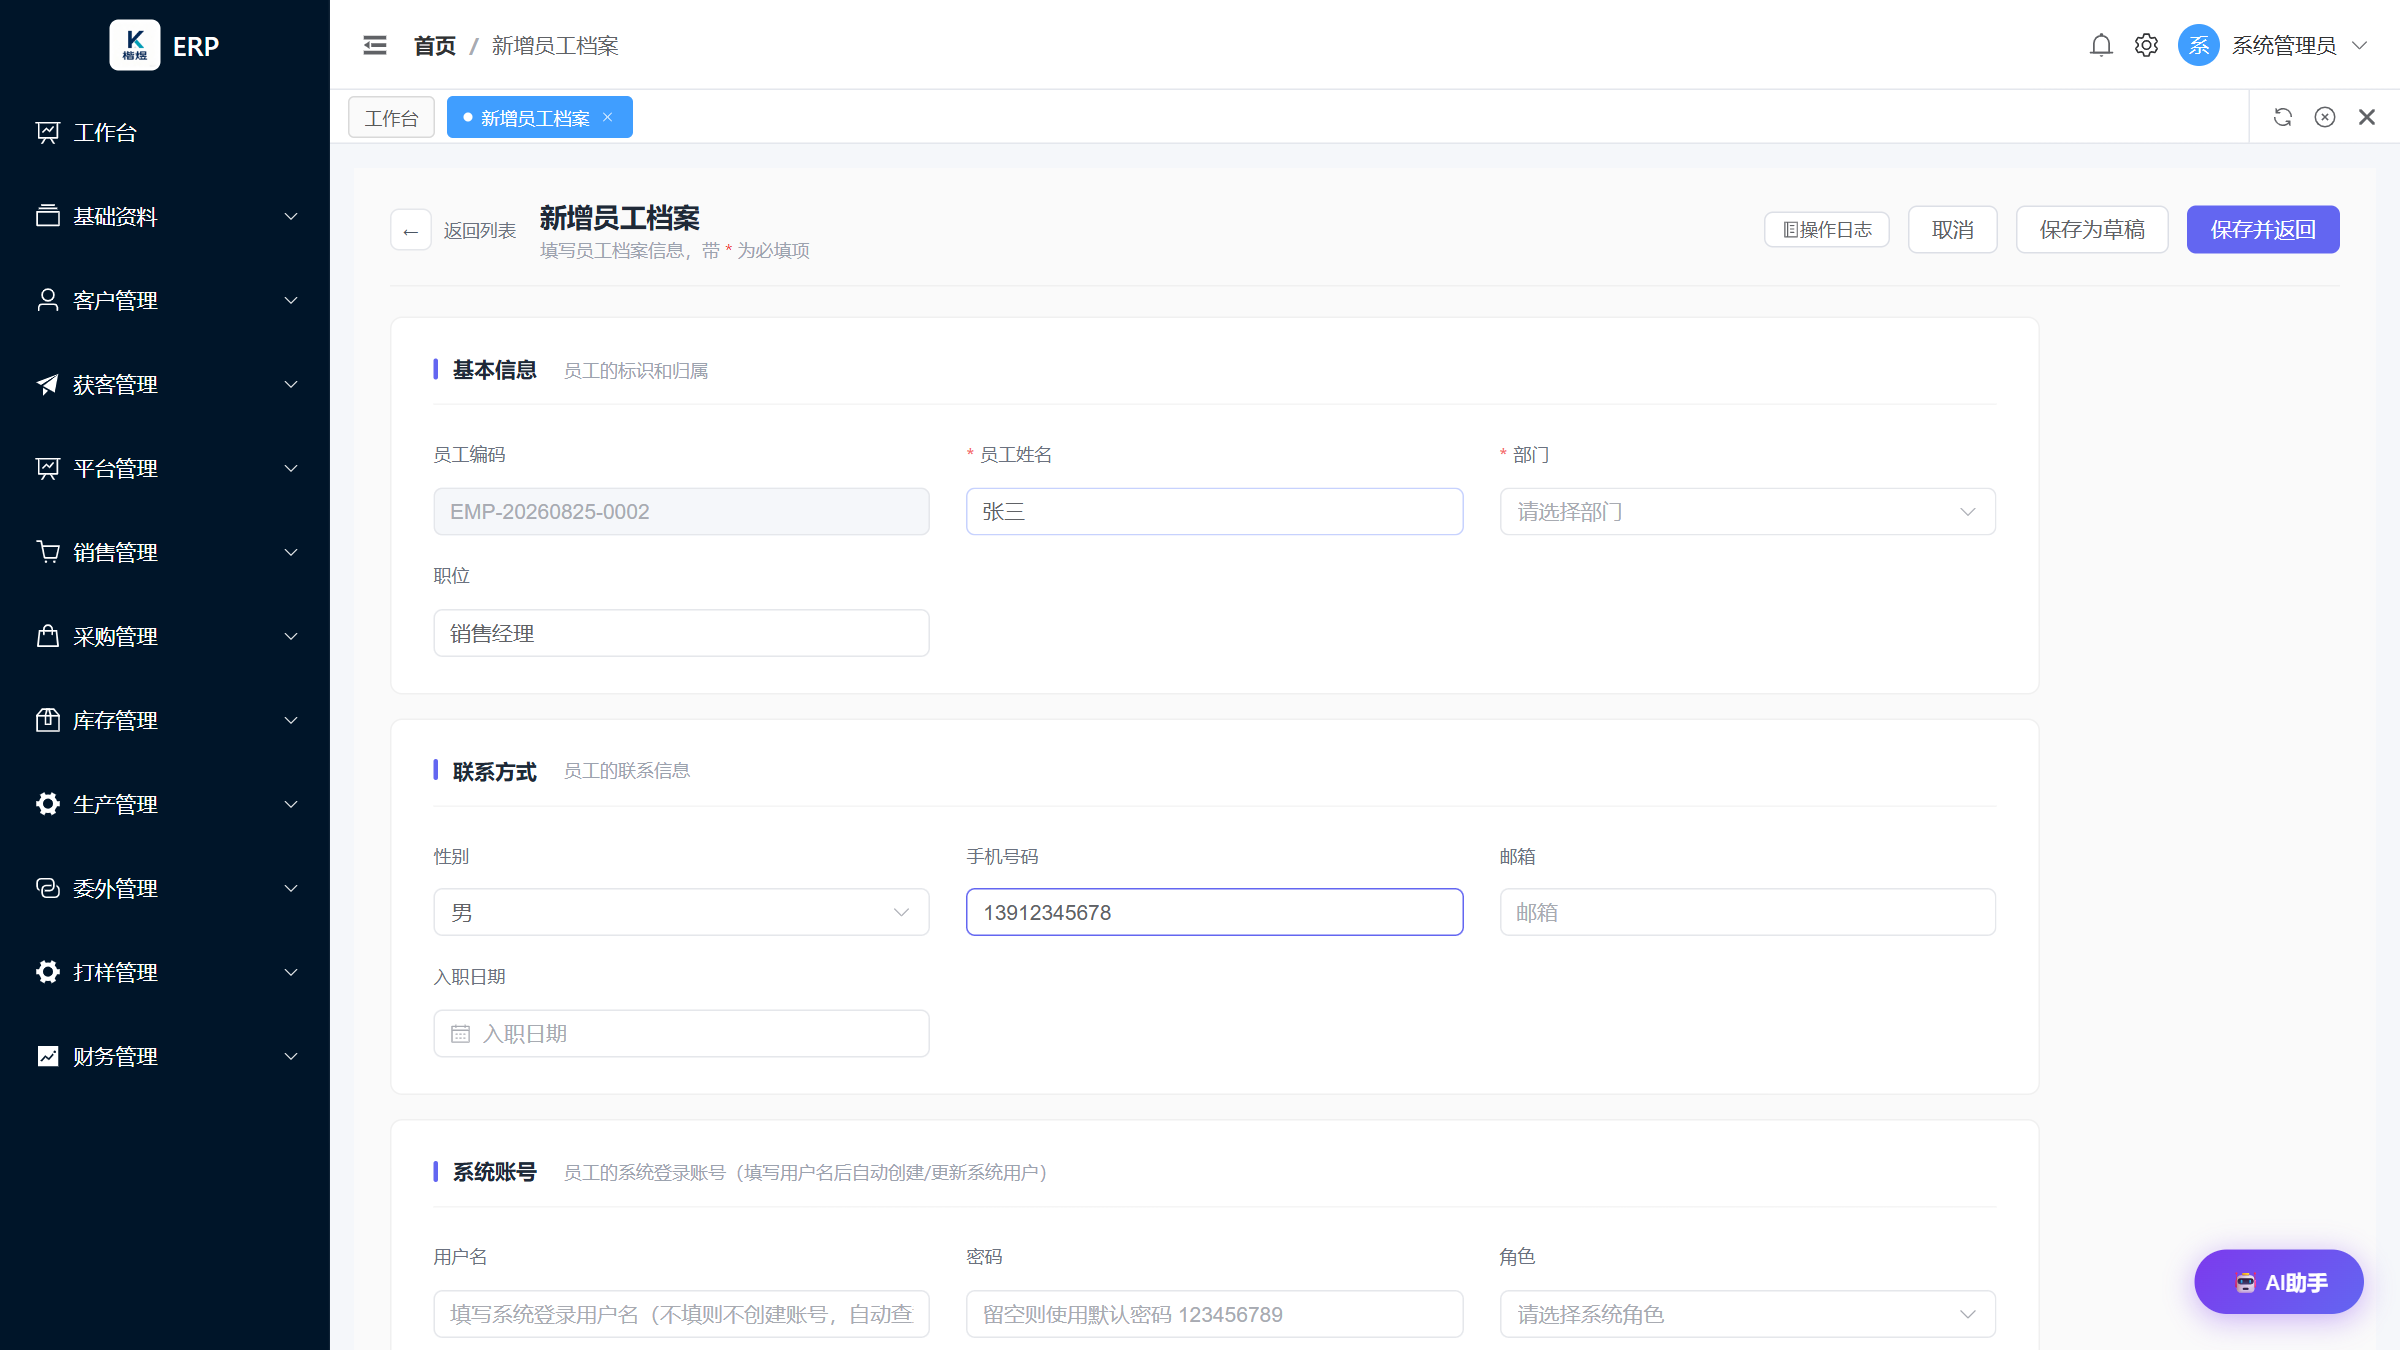 K
楷煜
ERP
工作台
基础资料
客户管理
获客管理
平台管理
销售管理
采购管理
库存管理
生产管理
委外管理
打样管理
财务管理
首页 / 新增员工档案
系
系统管理员
工作台
新增员工档案
← 返回列表
新增员工档案
填写员工档案信息，带 * 为必填项
操作日志
取消
保存为草稿
保存并返回
基本信息 员工的标识和归属
员工编码
* 员工姓名
* 部门
EMP-20260825-0002
张三
请选择部门
职位
销售经理
联系方式 员工的联系信息
性别
手机号码
邮箱
男
13912345678
邮箱
入职日期
入职日期
系统账号 员工的系统登录账号（填写用户名后自动创建/更新系统用户）
用户名
密码
角色
填写系统登录用户名（不填则不创建账号，自动查
留空则使用默认密码 123456789
请选择系统角色
AI助手